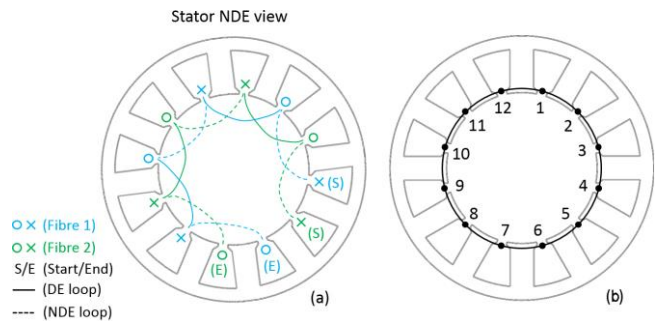 Stator NDE view
(S)
(S)
(E)
(E)
(Fibre 1)
(Fibre 2)
S/E (Start/End)
(DE loop)
(NDE loop)
(a)
12 1
11 2
10 3
9 4
8 5
7 6
(b)